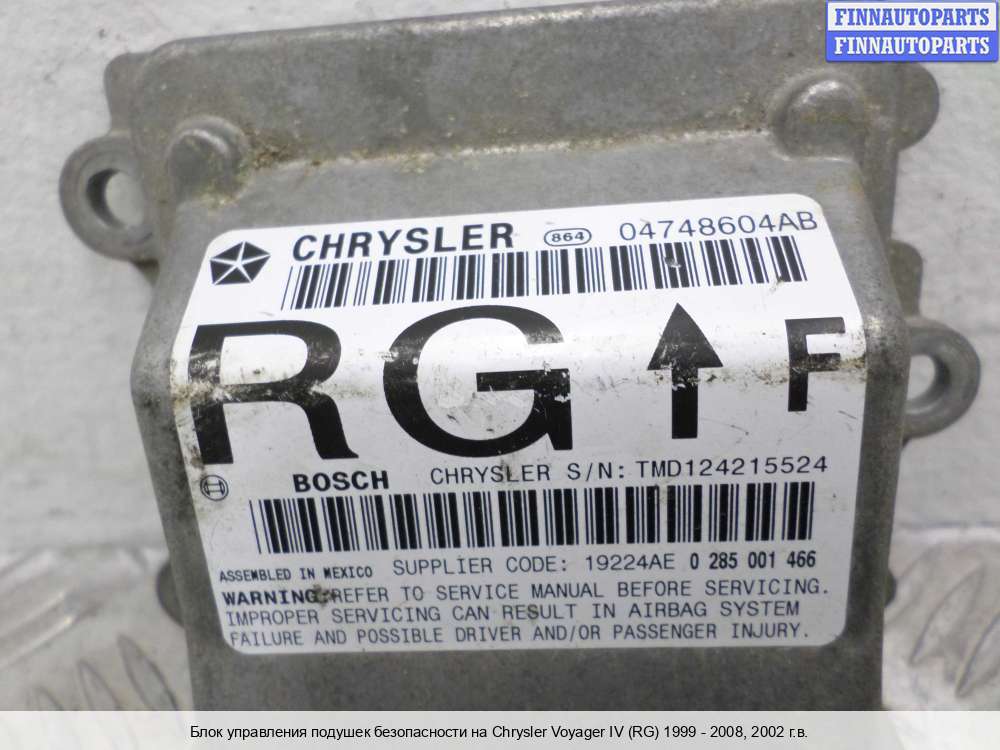 FINNAUTOPARTS
FINNAUTOPARTS
CHRYSLER 864 04748604AB
RG F
BOSCH CHRYSLER S/N: TMD124215524
ASSEMBLED IN MEXICO SUPPLIER CODE: 19224AE 0 285 001 466
WARNING: REFER TO SERVICE MANUAL BEFORE SERVICING.
IMPROPER SERVICING CAN RESULT IN AIRBAG SYSTEM
FAILURE AND POSSIBLE DRIVER AND/OR PASSENGER INJURY.
Блок управления подушек безопасности на Chrysler Voyager IV (RG) 1999 - 2008, 2002 г.в.